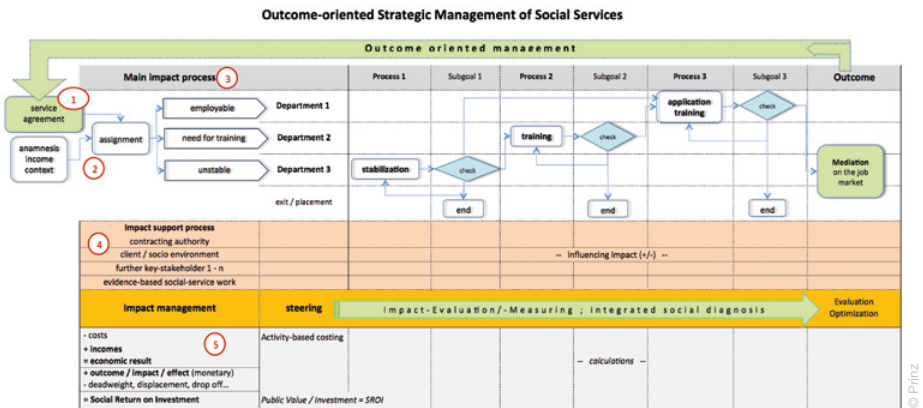 Outcome-oriented Strategic Management of Social Services
Outcome oriented management
Main impact process 3 Process 1 Subgoal 1 Process 2 Subgoal 2 Process 3 Subgoal 3 Outcome
1
service
agreement
anamnesis
income
context
2
assignment
employable
need for training
unstable
Department 1
Department 2
Department 3
exit / placement
stabilization
check
end
training
check
end
application
training
check
end
Mediation
on the job
market
4
Impact support process
contracting authority
client / socio environment
further key-stakeholder 1 - n
evidence-based social-service work
-- influencing impact (+/-) --
Impact management
steering
Impact-Evaluation/-Measuring ; Integrated social diagnosis
Evaluation
Optimization
5
- costs
+ incomes
= economic result
+ outcome / impact / effect (monetary)
- deadweight, displacement, drop off...
= Social Return on Investment
Activity-based costing
-- calculations --
Public Value / Investment = SROI
© Prinz